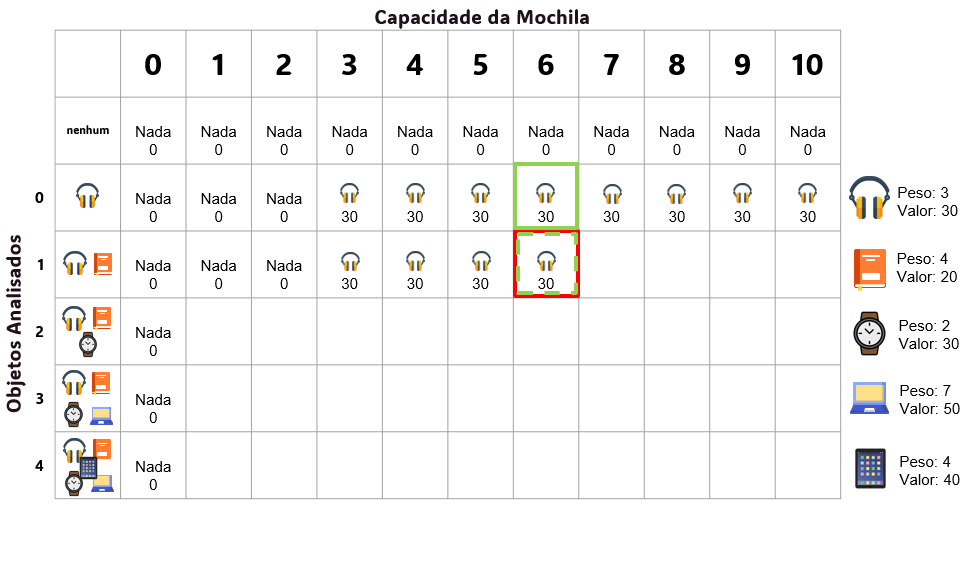 Capacidade da Mochila
0 1 2 3 4 5 6 7 8 9 10
nenhum Nada Nada Nada Nada Nada Nada Nada Nada Nada Nada Nada
0 0 0 0 0 0 0 0 0 0 0
Objetos Analisados
0 Nada Nada Nada
0 0 0 30 30 30 30 30 30 30 30
Peso: 3
Valor: 30
1 Nada Nada Nada
0 0 0 30 30 30 30
Peso: 4
Valor: 20
2 Nada
0
Peso: 2
Valor: 30
3 Nada
0
Peso: 7
Valor: 50
4 Nada
0
Peso: 4
Valor: 40